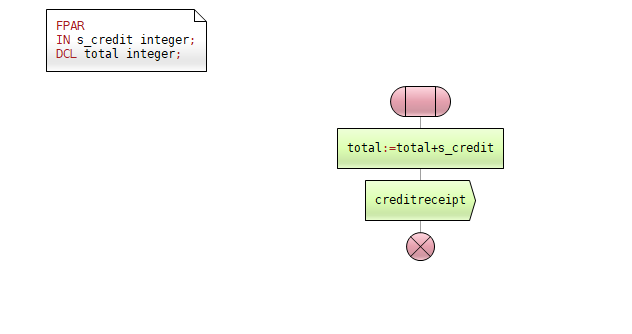 FPAR
IN s_credit integer;
DCL total integer;
total:=total+s_credit
creditreceipt